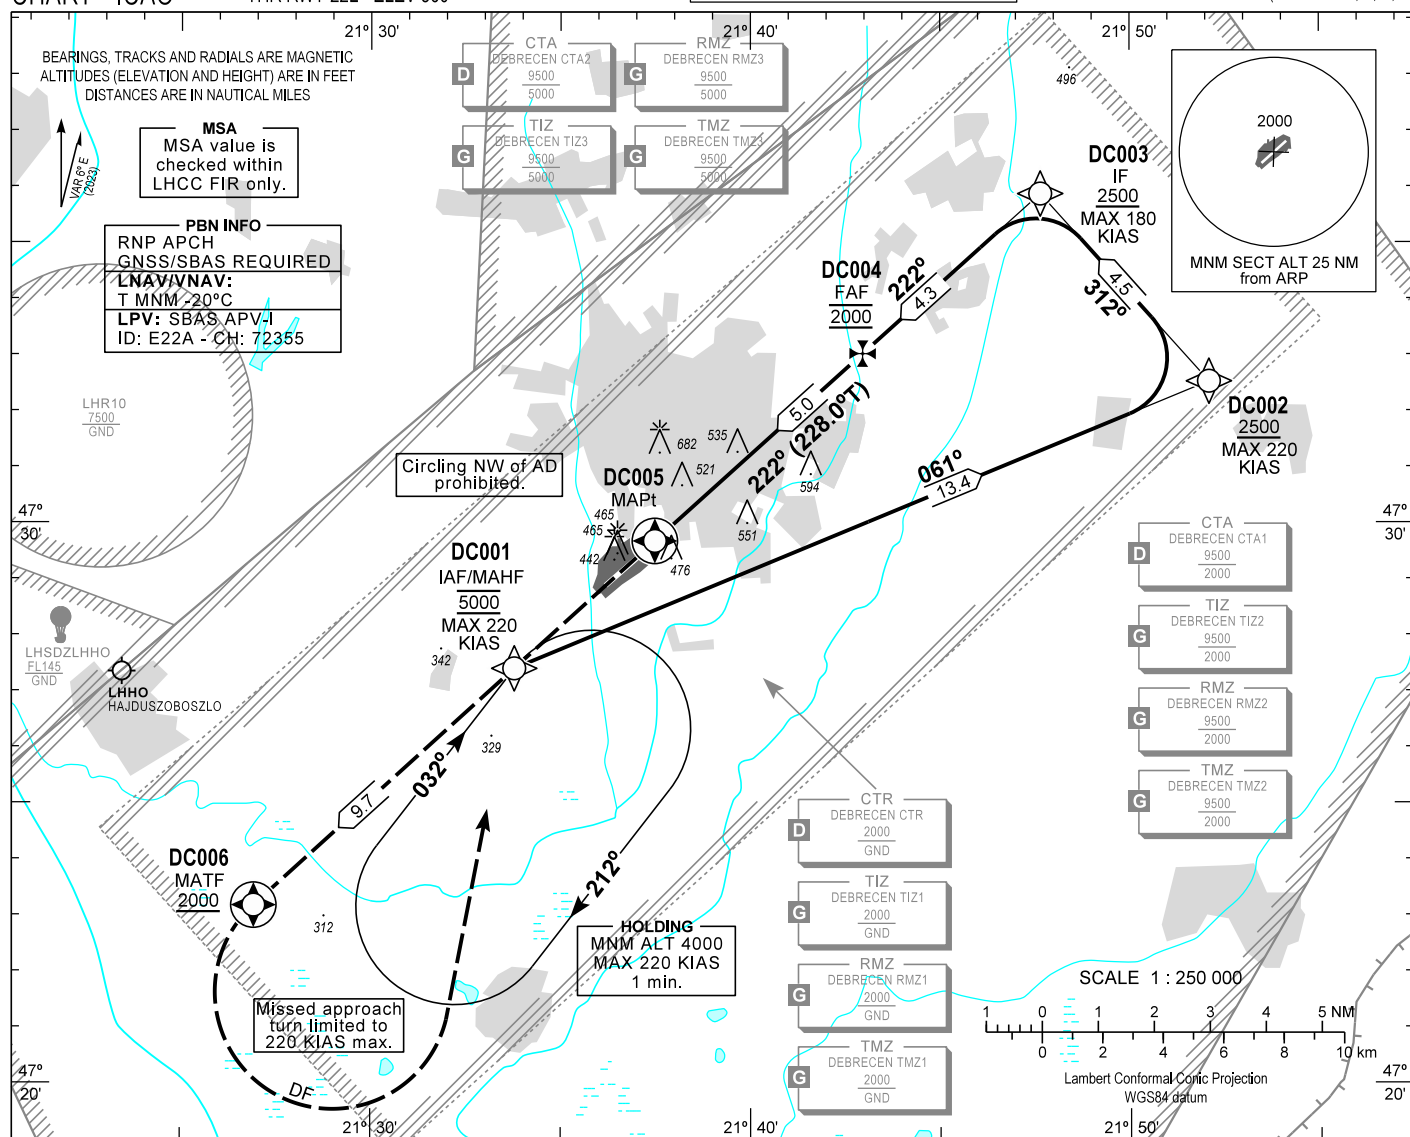 21° 30'
21° 40'
21° 50'
BEARINGS, TRACKS AND RADIALS ARE MAGNETIC
ALTITUDES (ELEVATION AND HEIGHT) ARE IN FEET
DISTANCES ARE IN NAUTICAL MILES
VAR 6° E
(2023)
MSA
MSA value is
checked within
LHCC FIR only.
PBN INFO
RNP APCH
GNSS/SBAS REQUIRED
LNAV/VNAV:
T MNM -20°C
LPV: SBAS APV-I
ID: E22A - CH: 72355
CTA
D
DEBRECEN CTA2
9500
5000
RMZ
G
DEBRECEN RMZ3
9500
5000
TIZ
G
DEBRECEN TIZ3
9500
5000
TMZ
G
DEBRECEN TMZ3
9500
5000
496
2000
MNM SECT ALT 25 NM
from ARP
DC003
IF
2500
MAX 180
KIAS
DC004
FAF
2000
222°
4.3
4.5
312°
DC002
2500
MAX 220
KIAS
LHR10
7500
GND
5.0
222° (228.0°T)
061°
13.4
682
535
521
594
551
Circling NW of AD
prohibited.
DC005
MAPt
465
465
442
476
47°
30'
47°
30'
DC001
IAF/MAHF
5000
MAX 220
KIAS
342
329
LHSDZLHHO
FL145
GND
LHHO
HAJDUSZOBOSZLO
032°
9.7
212°
DC006
MATF
2000
312
HOLDING
MNM ALT 4000
MAX 220 KIAS
1 min.
Missed approach
turn limited to
220 KIAS max.
DF
CTA
D
DEBRECEN CTA1
9500
2000
TIZ
G
DEBRECEN TIZ2
9500
2000
RMZ
G
DEBRECEN RMZ2
9500
2000
TMZ
G
DEBRECEN TMZ2
9500
2000
CTR
D
DEBRECEN CTR
2000
GND
TIZ
G
DEBRECEN TIZ1
2000
GND
RMZ
G
DEBRECEN RMZ1
2000
GND
TMZ
G
DEBRECEN TMZ1
2000
GND
SCALE 1 : 250 000
1 0 1 2 3 4 5 NM
0 2 4 6 8 10 km
Lambert Conformal Conic Projection
WGS84 datum
47°
20'
47°
20'
21° 30'
21° 40'
21° 50'